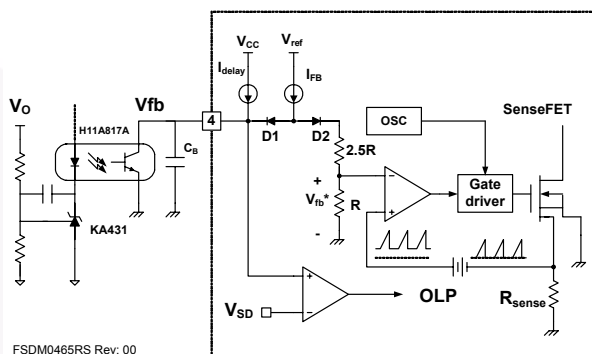 V_CC V_ref
I_delay I_FB
V_O Vfb
H11A817A
4
D1 D2
OSC
SenseFET
C_B
2.5R
+
V_fb* R
-
−
+
Gate
driver
KA431
+
−
OLP
V_SD
R_sense
FSDM0465RS Rev: 00